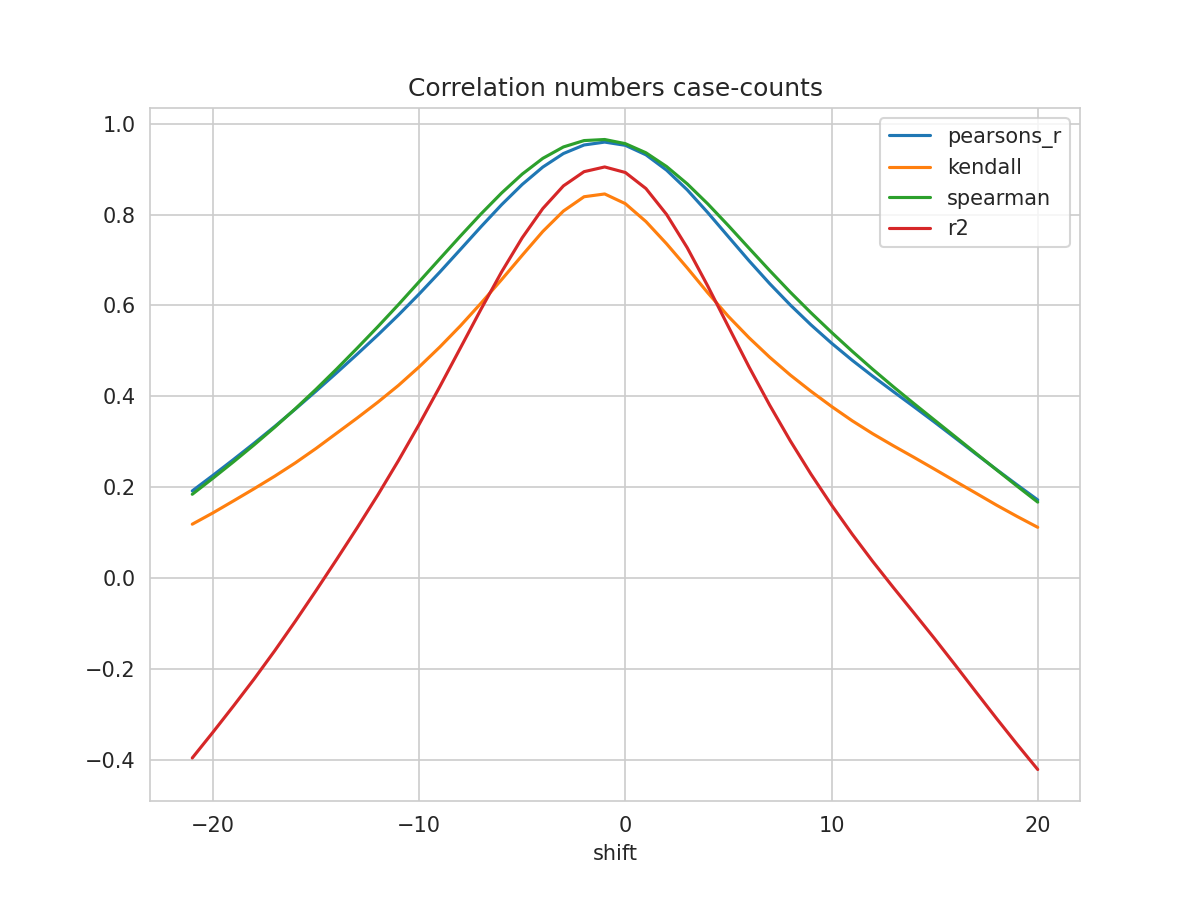 Correlation numbers case-counts
1.0
0.8
0.6
0.4
0.2
0.0
−0.2
−0.4
pearsons_r
kendall
spearman
r2
−20 −10 0 10 20
shift